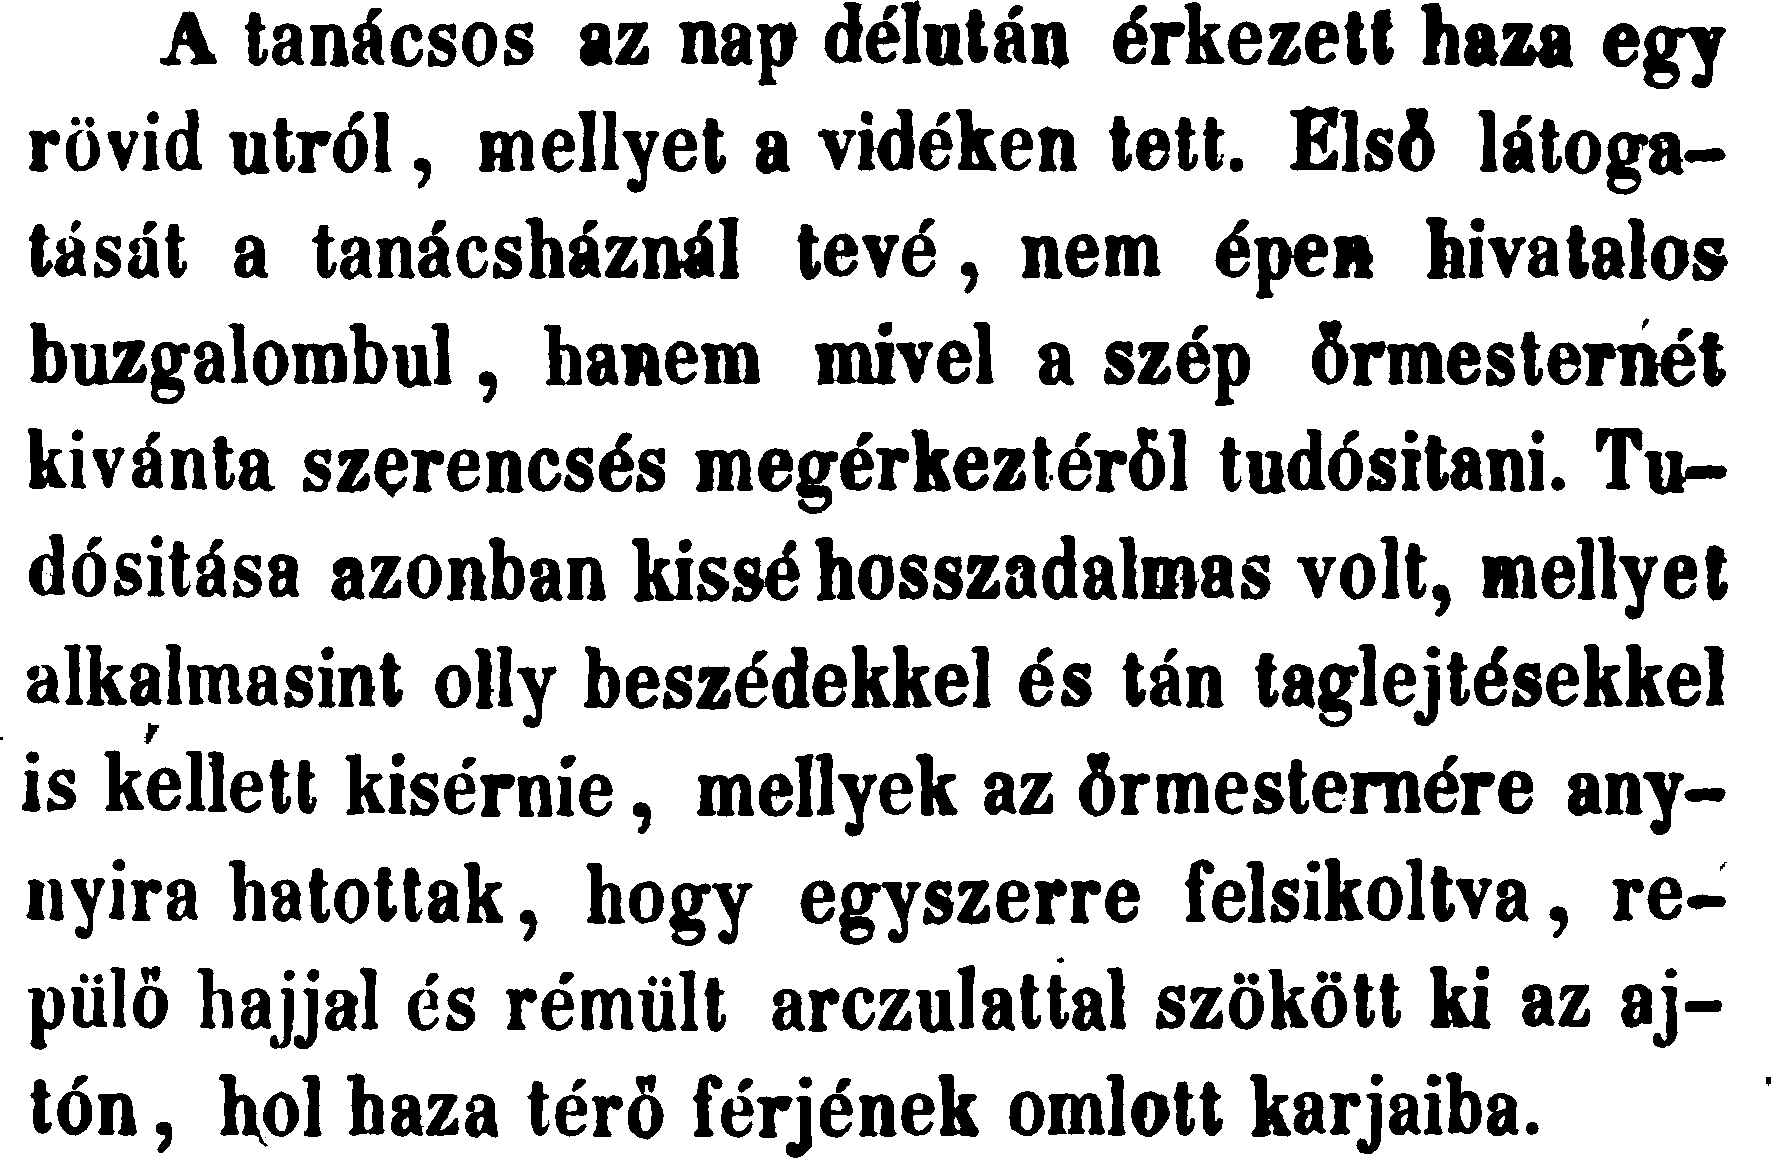 A tanácsos az nap délután érkezett haza egy
rövid utról, mellyet a vidéken tett. Első látoga-
tását a tanácsháznál tevé, nem épen hivatalos
buzgalombul, hanem mivel a szép őrmesternét
kivánta szerencsés megérkeztéről tudósitani. Tu-
dósitása azonban kissé hosszadalmas volt, mellyet
alkalmasint olly beszédekkel és tán taglejtésekkel
is kellett kisérnie, mellyek az őrmesternére any-
nyira hatottak, hogy egyszerre felsikoltva, re-
pülő hajjal és rémült arczulattal szökött ki az aj-
tón, hol haza térő férjének omlott karjaiba.